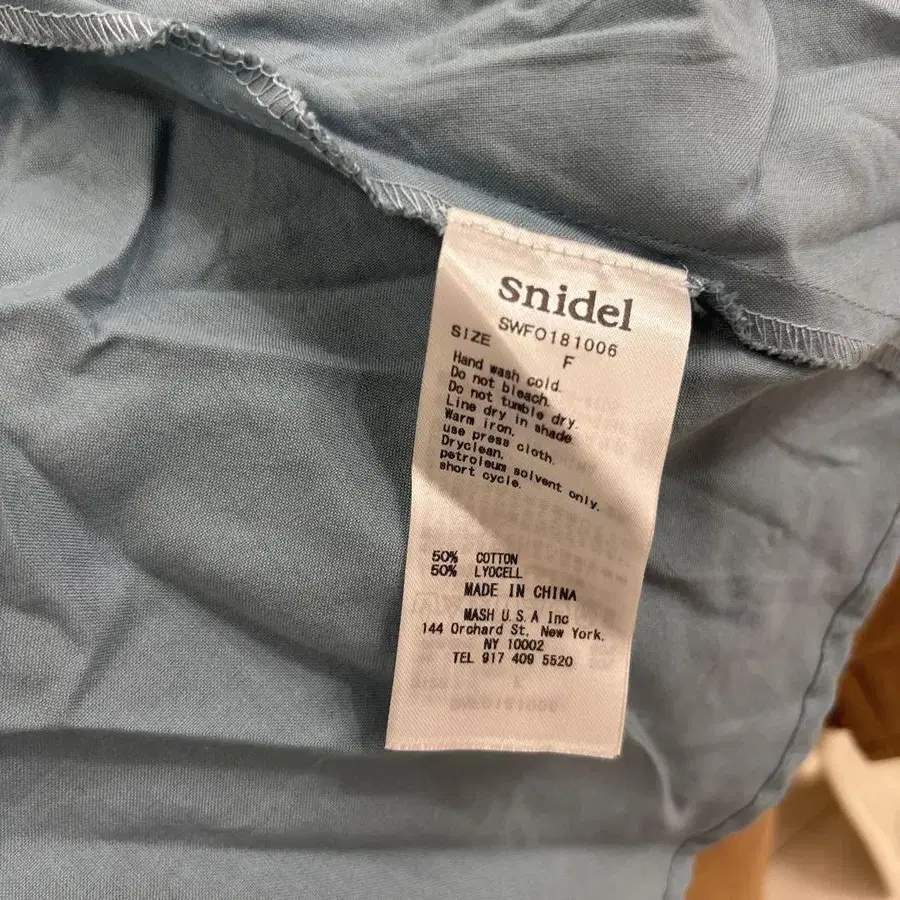 snidel
SWFO181006
SIZE F
Hand wash cold.
Do not bleach.
Do not tumble dry.
Line dry in shade
Warm iron.
use press cloth.
Dryclean.
petroleum solvent only.
short cycle.
50% COTTON
50% LYOCELL
MADE IN CHINA
MASH U.S.A Inc
144 Orchard St, New York,
NY 10002
TEL 917 409 5520